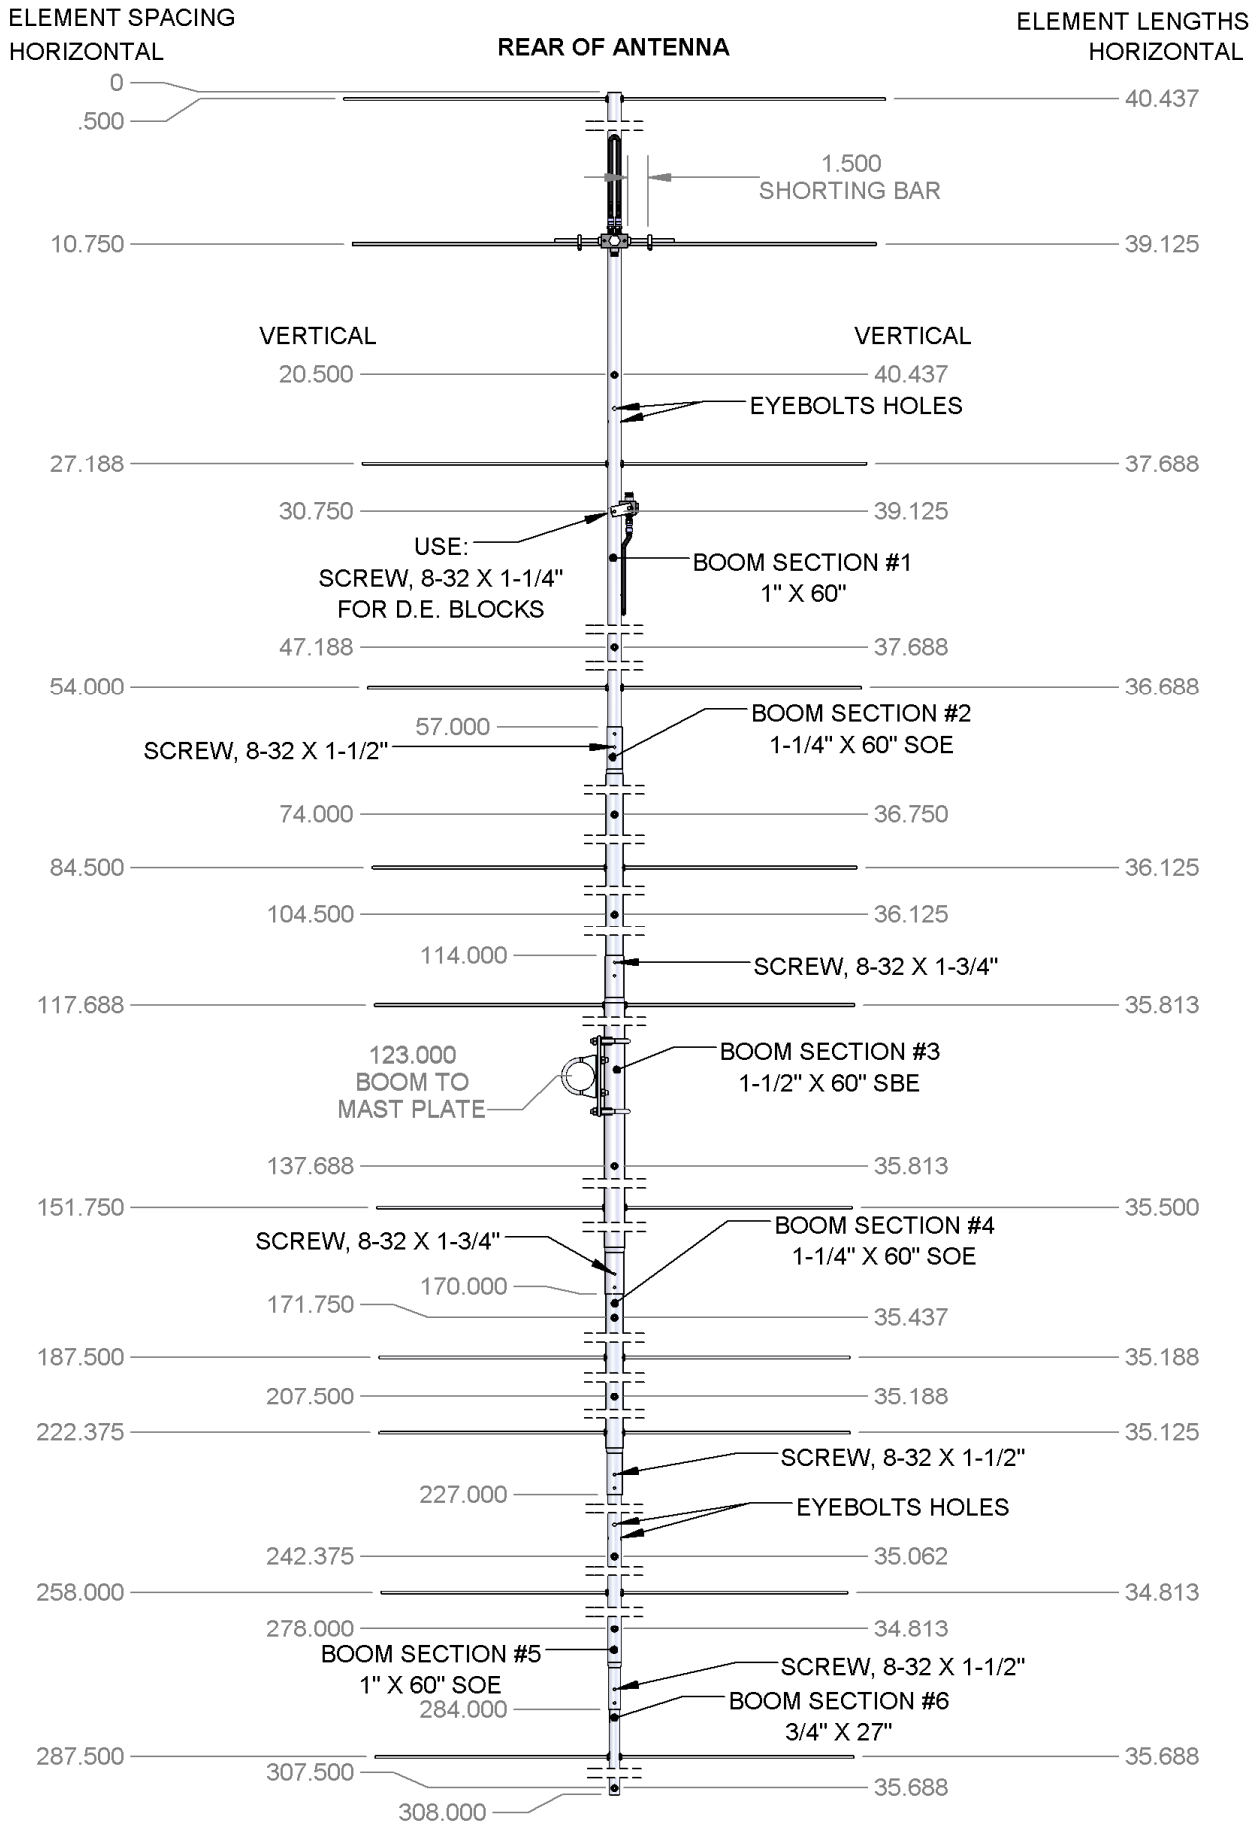 ELEMENT SPACING
HORIZONTAL
REAR OF ANTENNA
ELEMENT LENGTHS
HORIZONTAL
0
.500
40.437
1.500
SHORTING BAR
10.750
39.125
VERTICAL
VERTICAL
20.500
40.437
EYEBOLTS HOLES
27.188
37.688
30.750
39.125
USE:
SCREW, 8-32 X 1-1/4"
FOR D.E. BLOCKS
BOOM SECTION #1
1" X 60"
47.188
37.688
54.000
36.688
57.000
BOOM SECTION #2
1-1/4" X 60" SOE
SCREW, 8-32 X 1-1/2"
74.000
36.750
84.500
36.125
104.500
36.125
114.000
SCREW, 8-32 X 1-3/4"
117.688
35.813
123.000
BOOM TO
MAST PLATE
BOOM SECTION #3
1-1/2" X 60" SBE
137.688
35.813
151.750
35.500
BOOM SECTION #4
1-1/4" X 60" SOE
SCREW, 8-32 X 1-3/4"
170.000
171.750
35.437
187.500
35.188
207.500
35.188
222.375
35.125
SCREW, 8-32 X 1-1/2"
227.000
EYEBOLTS HOLES
242.375
35.062
258.000
34.813
278.000
34.813
BOOM SECTION #5
1" X 60" SOE
SCREW, 8-32 X 1-1/2"
284.000
BOOM SECTION #6
3/4" X 27"
287.500
35.688
307.500
35.688
308.000